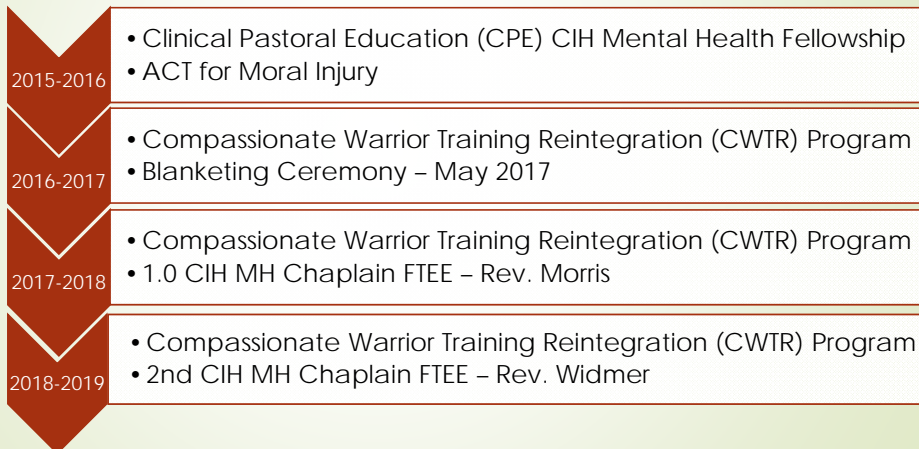 2015-2016
• Clinical Pastoral Education (CPE) CIH Mental Health Fellowship
• ACT for Moral Injury
2016-2017
• Compassionate Warrior Training Reintegration (CWTR) Program
• Blanketing Ceremony – May 2017
2017-2018
• Compassionate Warrior Training Reintegration (CWTR) Program
• 1.0 CIH MH Chaplain FTEE – Rev. Morris
2018-2019
• Compassionate Warrior Training Reintegration (CWTR) Program
• 2nd CIH MH Chaplain FTEE – Rev. Widmer